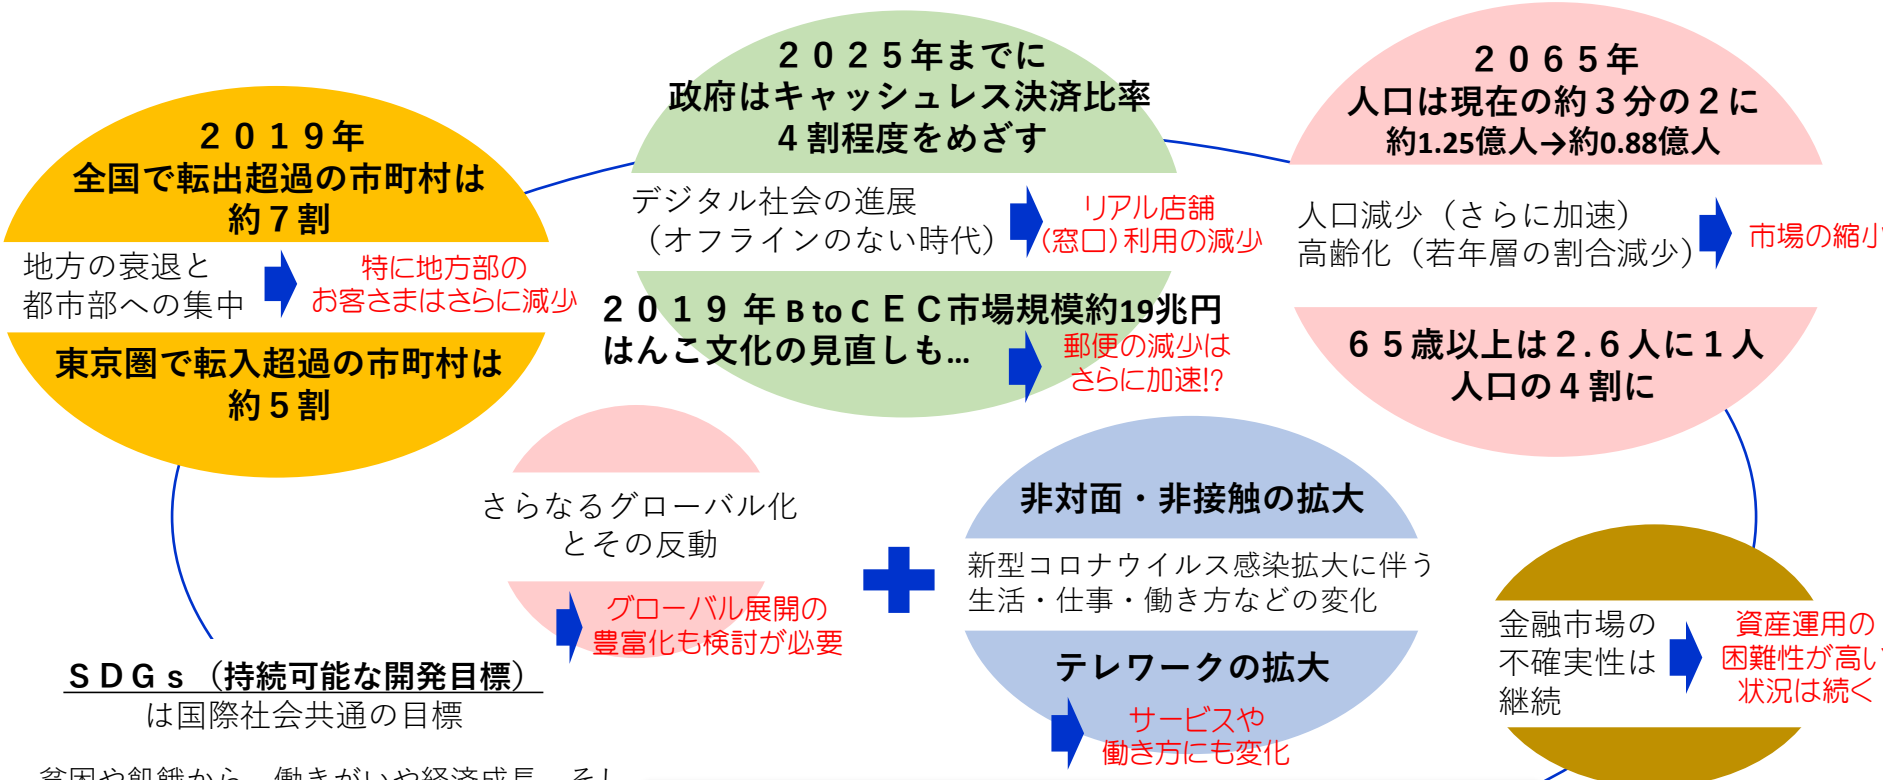 ２０１９年
全国で転出超過の市町村は
約７割
地方の衰退と
都市部への集中
特に地方部の
お客さまはさらに減少
東京圏で転入超過の市町村は
約５割
２０２５年までに
政府はキャッシュレス決済比率
４割程度をめざす
デジタル社会の進展
（オフラインのない時代）
リアル店舗
（窓口）利用の減少
２０１９年 B to C ＥＣ市場規模約19兆円
はんこ文化の見直しも…
郵便の減少は
さらに加速!?
２０６５年
人口は現在の約３分の２に
約1.25億人→約0.88億人
人口減少（さらに加速）
高齢化（若年層の割合減少）
市場の縮小
６５歳以上は２.６人に１人
人口の４割に
さらなるグローバル化
とその反動
グローバル展開の
豊富化も検討が必要
非対面・非接触の拡大
新型コロナウイルス感染拡大に伴う
生活・仕事・働き方などの変化
テレワークの拡大
サービスや
働き方にも変化
金融市場の
不確実性は
継続
資産運用の
困難性が高い
状況は続く
ＳＤＧｓ（持続可能な開発目標）
は国際社会共通の目標
貧困や飢餓から、働きがいや経済成長、そし